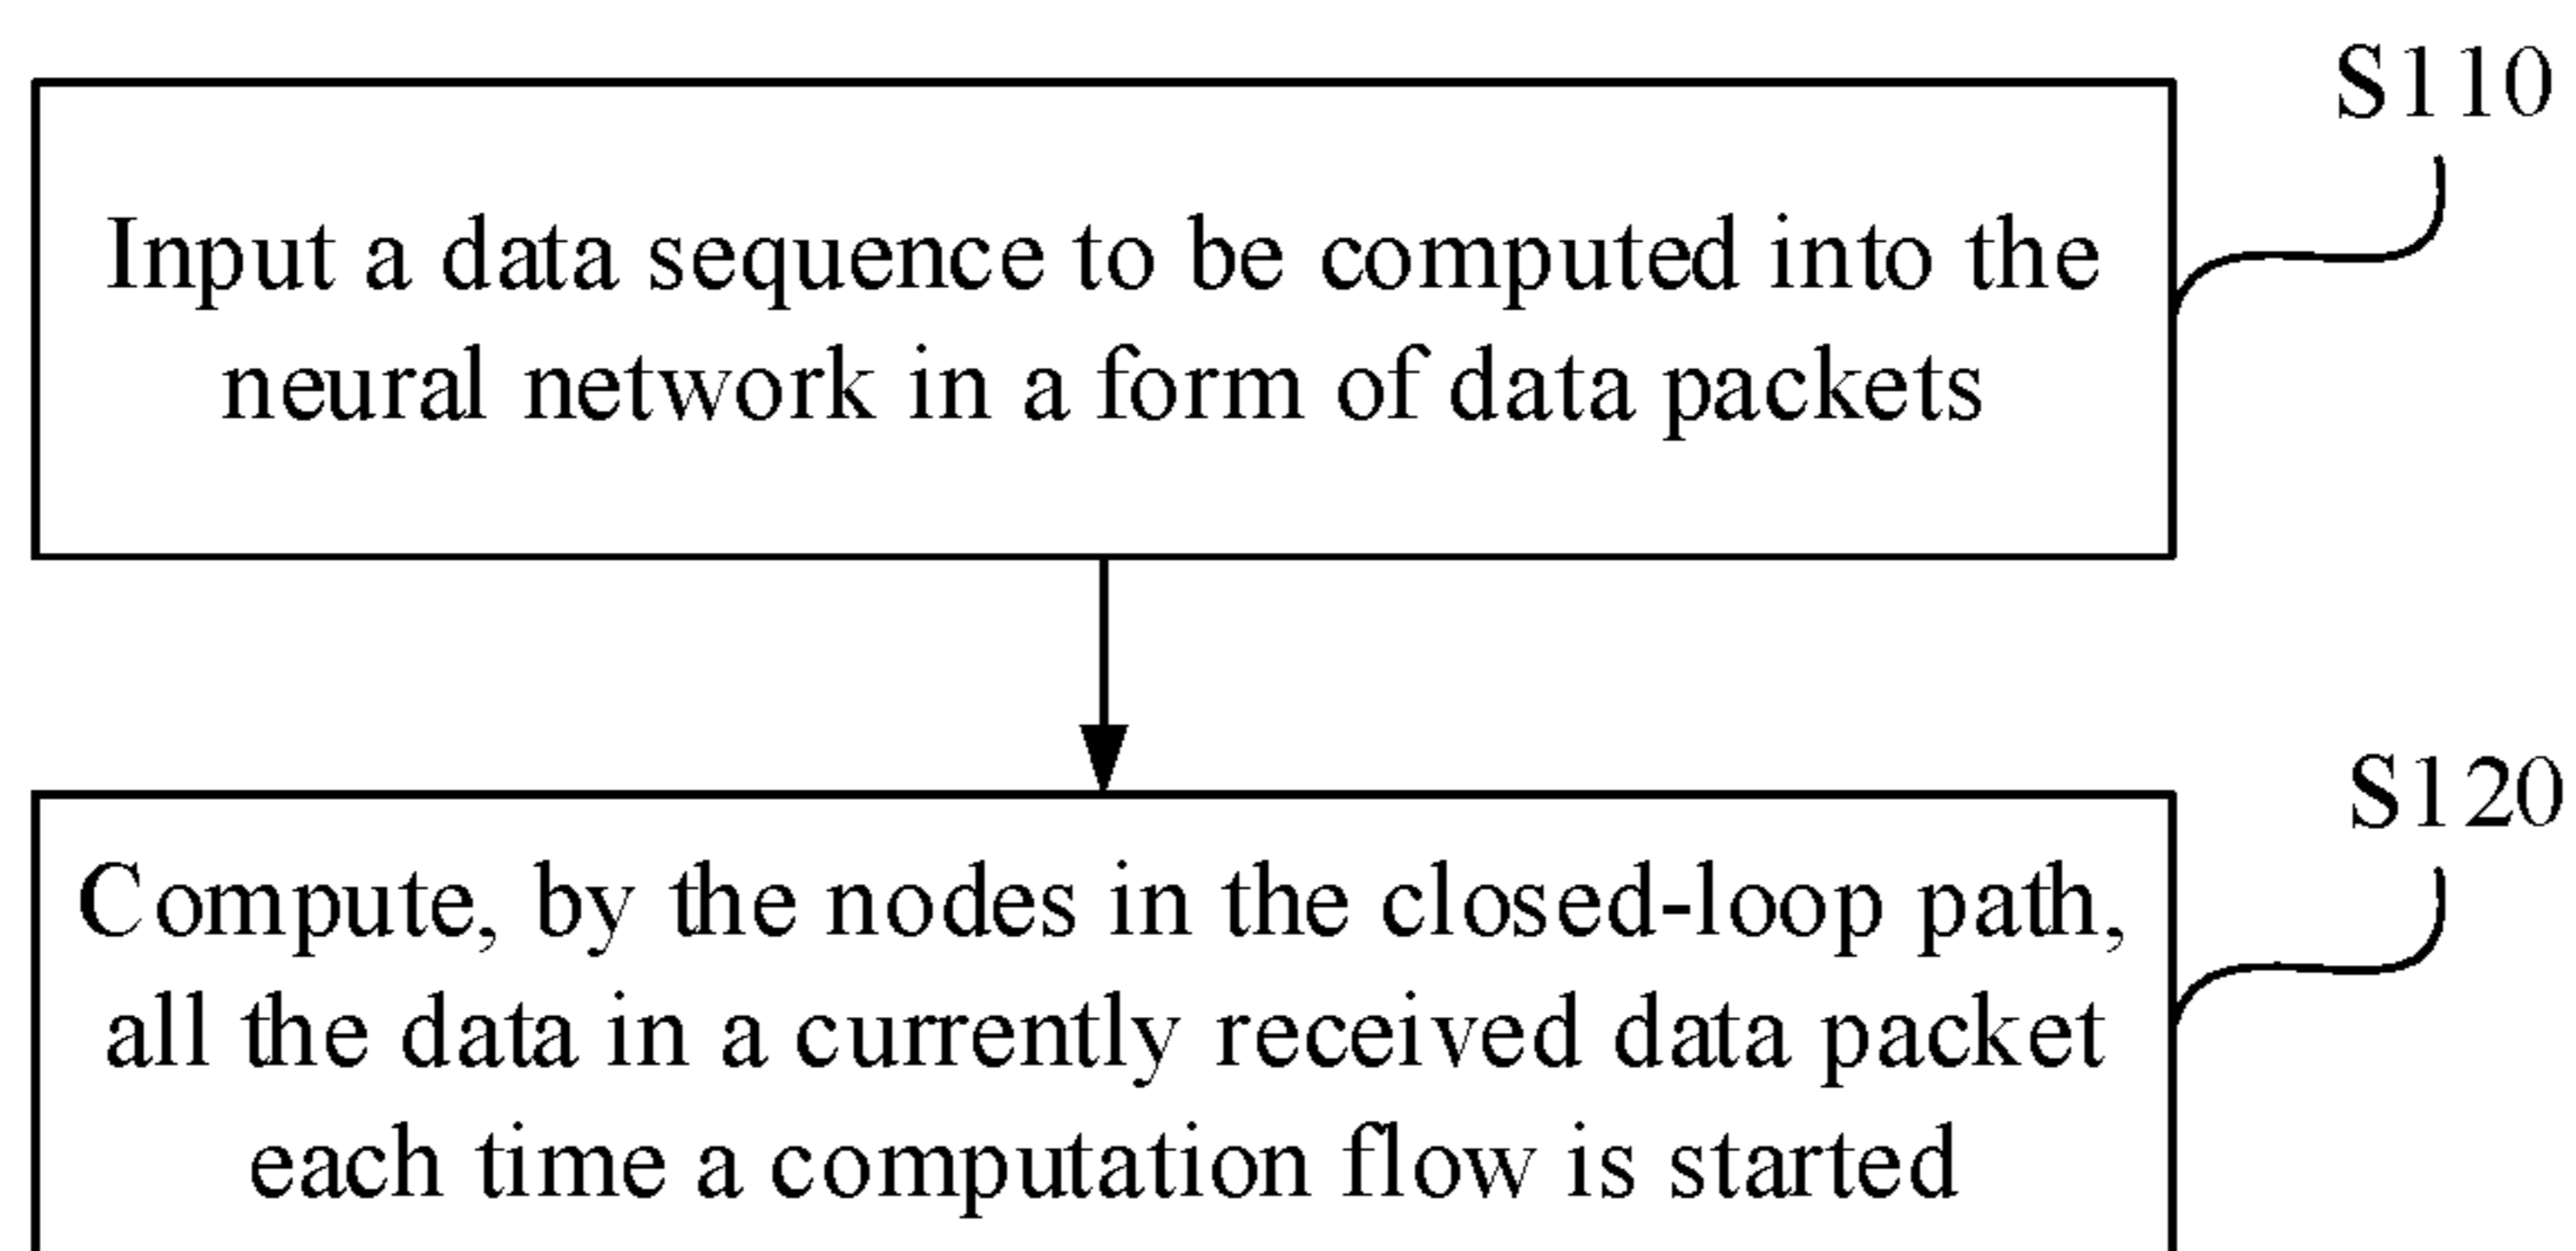 S110
Input a data sequence to be computed into the
neural network in a form of data packets
S120
Compute, by the nodes in the closed-loop path,
all the data in a currently received data packet
each time a computation flow is started